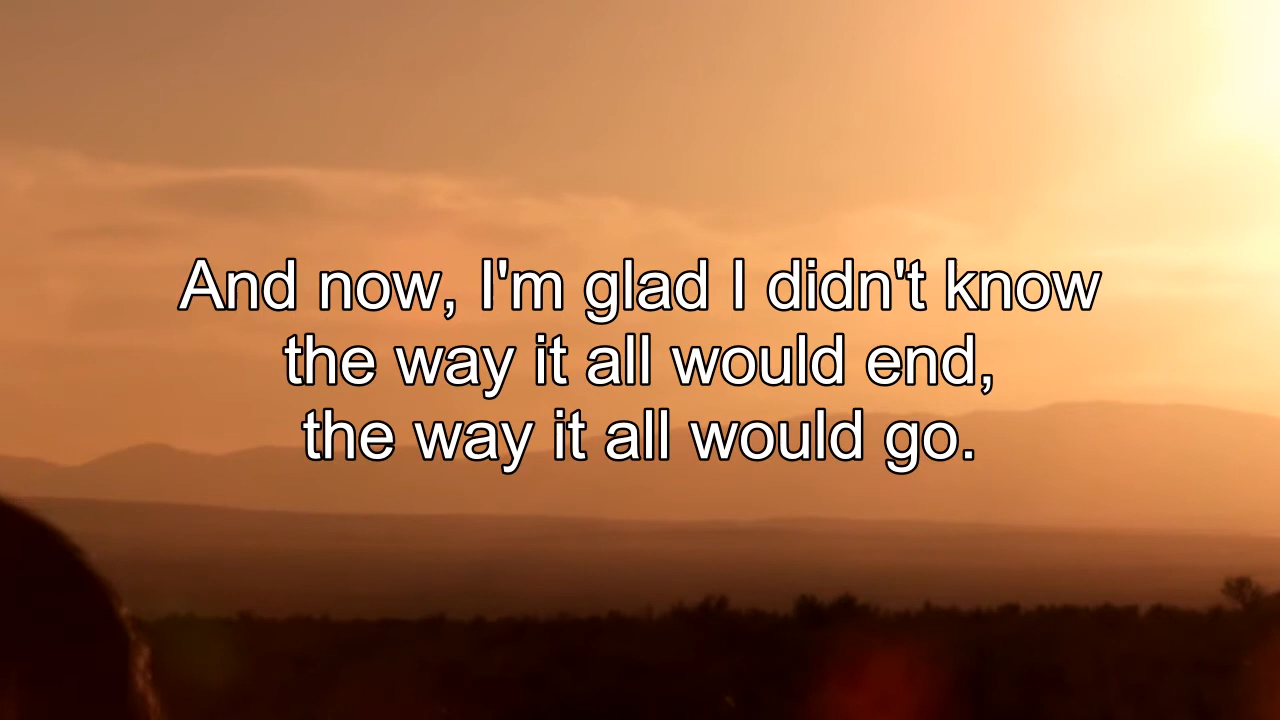 And now, I'm glad I didn't know
the way it all would end,
the way it all would go.